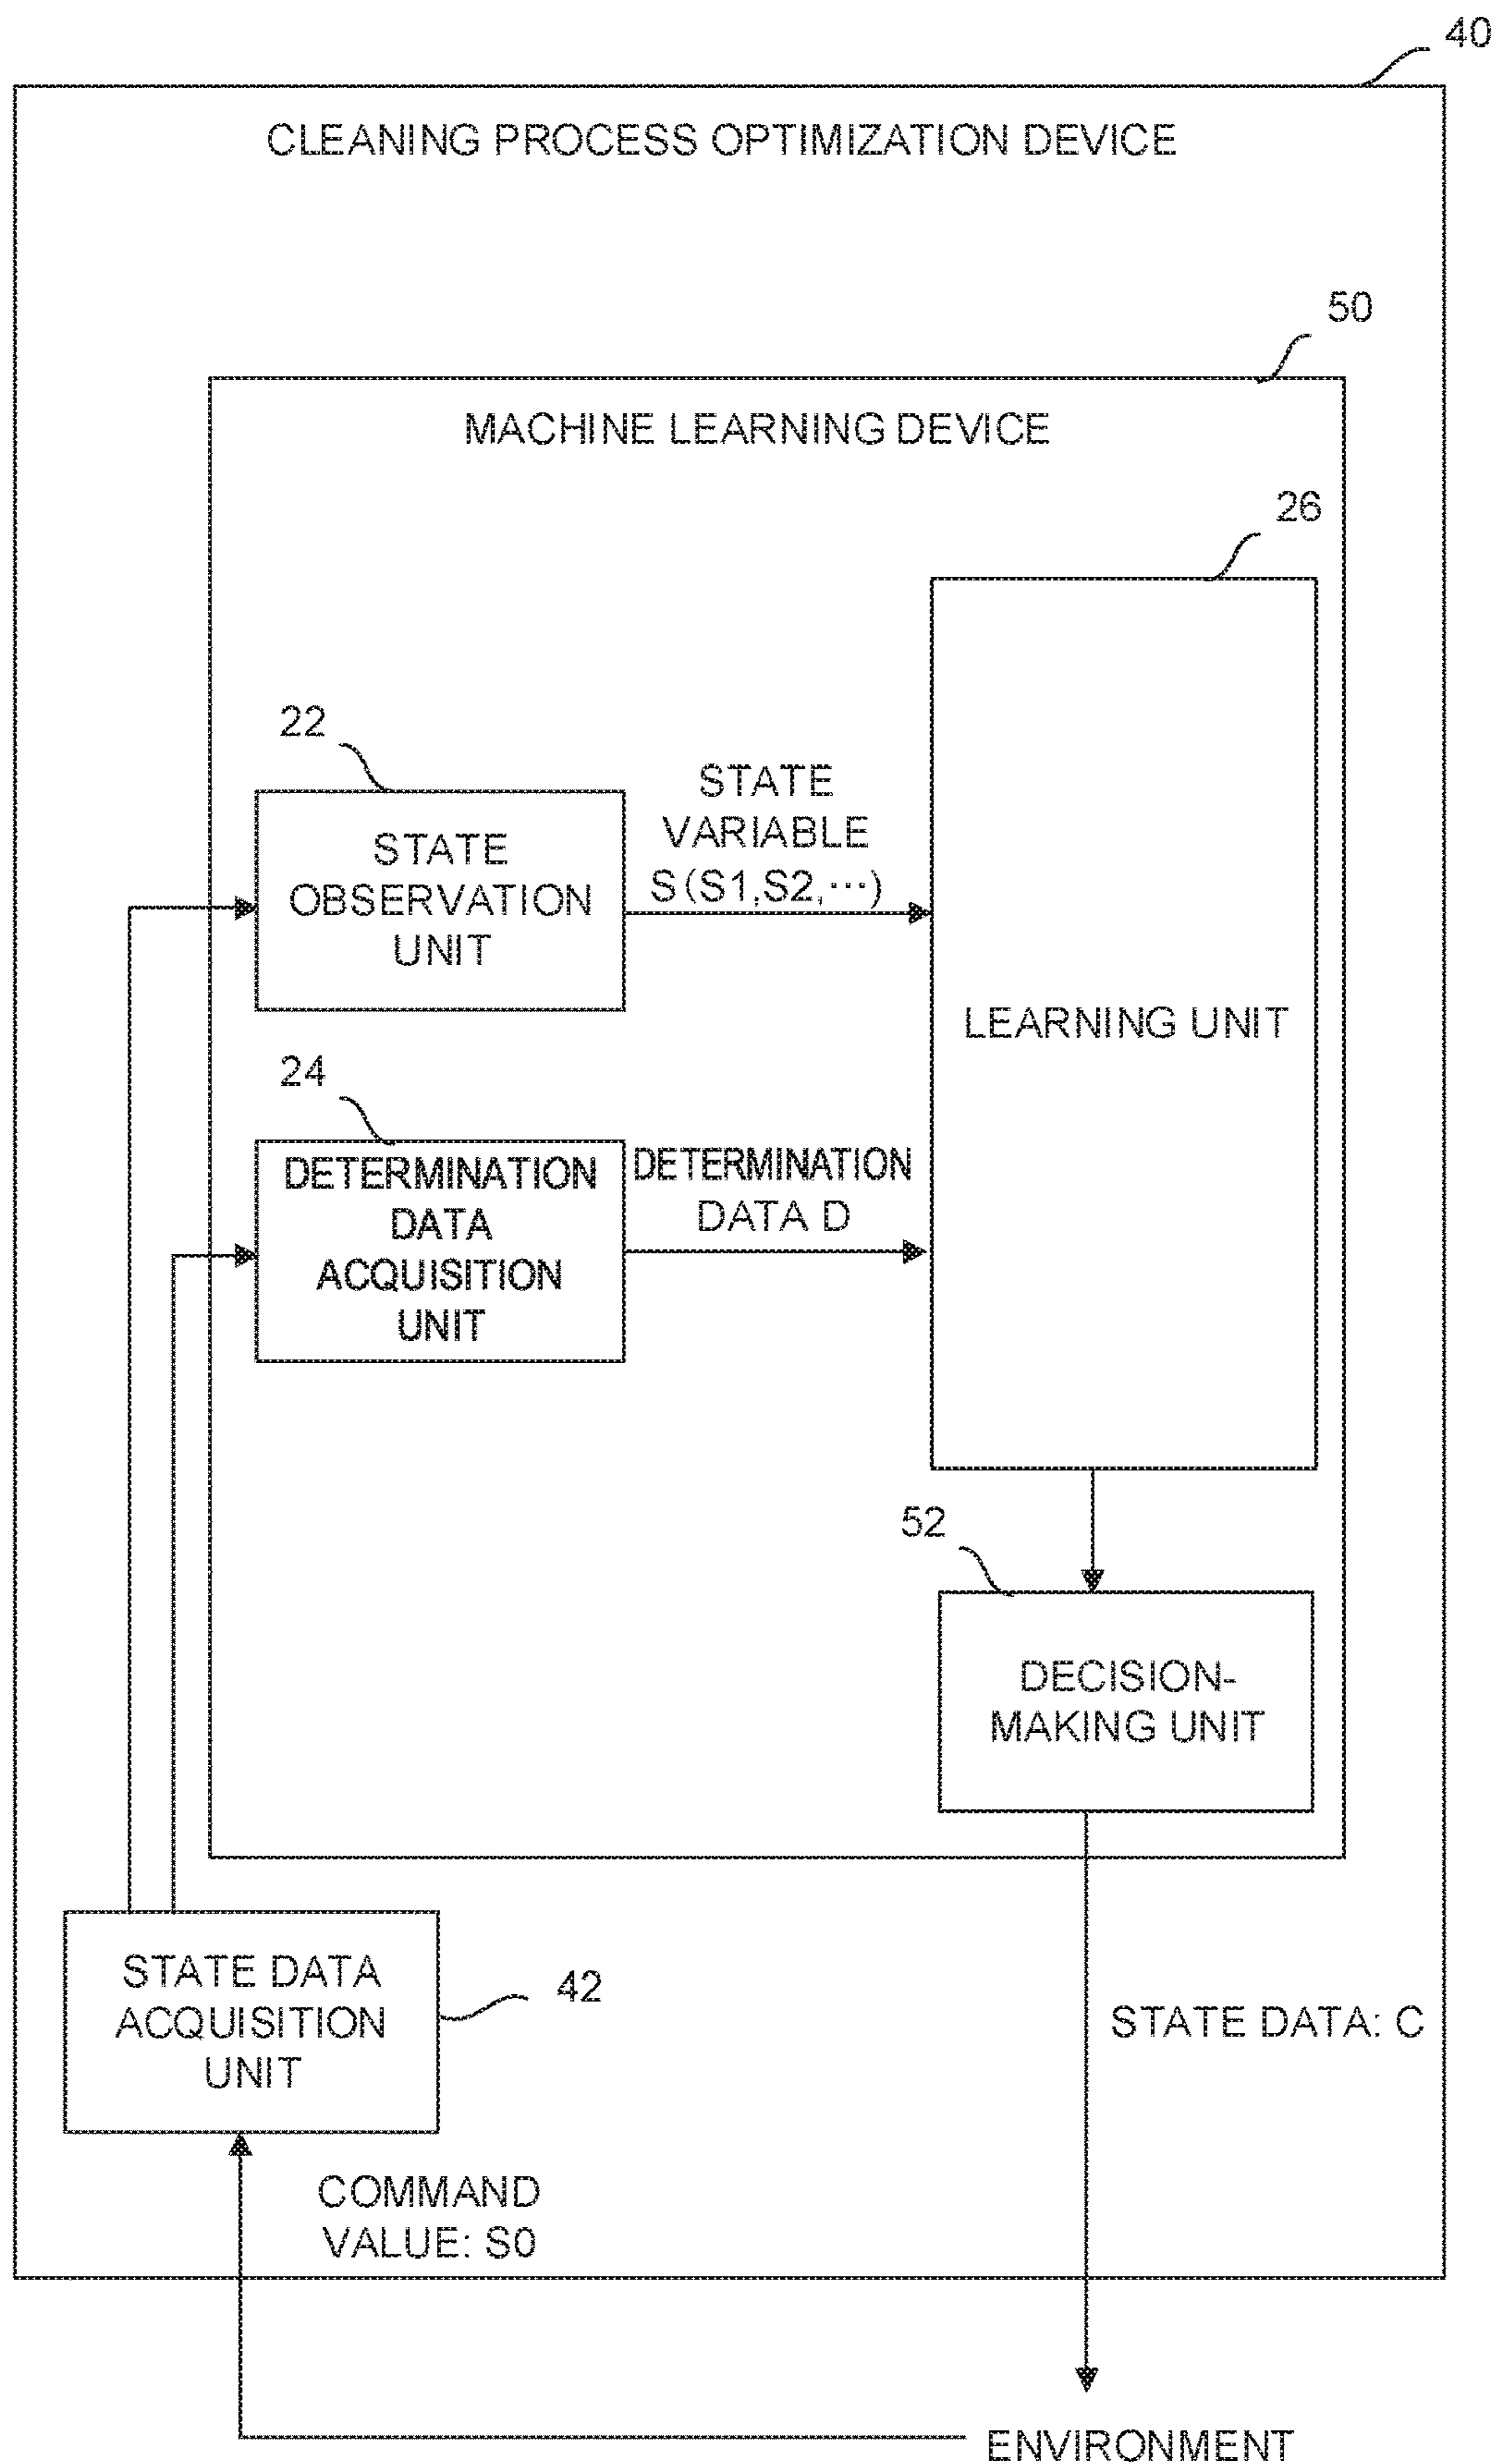 40
CLEANING PROCESS OPTIMIZATION DEVICE
50
MACHINE LEARNING DEVICE
26
22
STATE
OBSERVATION
UNIT
STATE
VARIABLE
S (S1,S2,⋯)
LEARNING UNIT
24
DETERMINATION
DATA
ACQUISITION
UNIT
DETERMINATION
DATA D
52
DECISION-
MAKING UNIT
STATE DATA
ACQUISITION
UNIT
42
STATE DATA: C
COMMAND
VALUE: S0
ENVIRONMENT